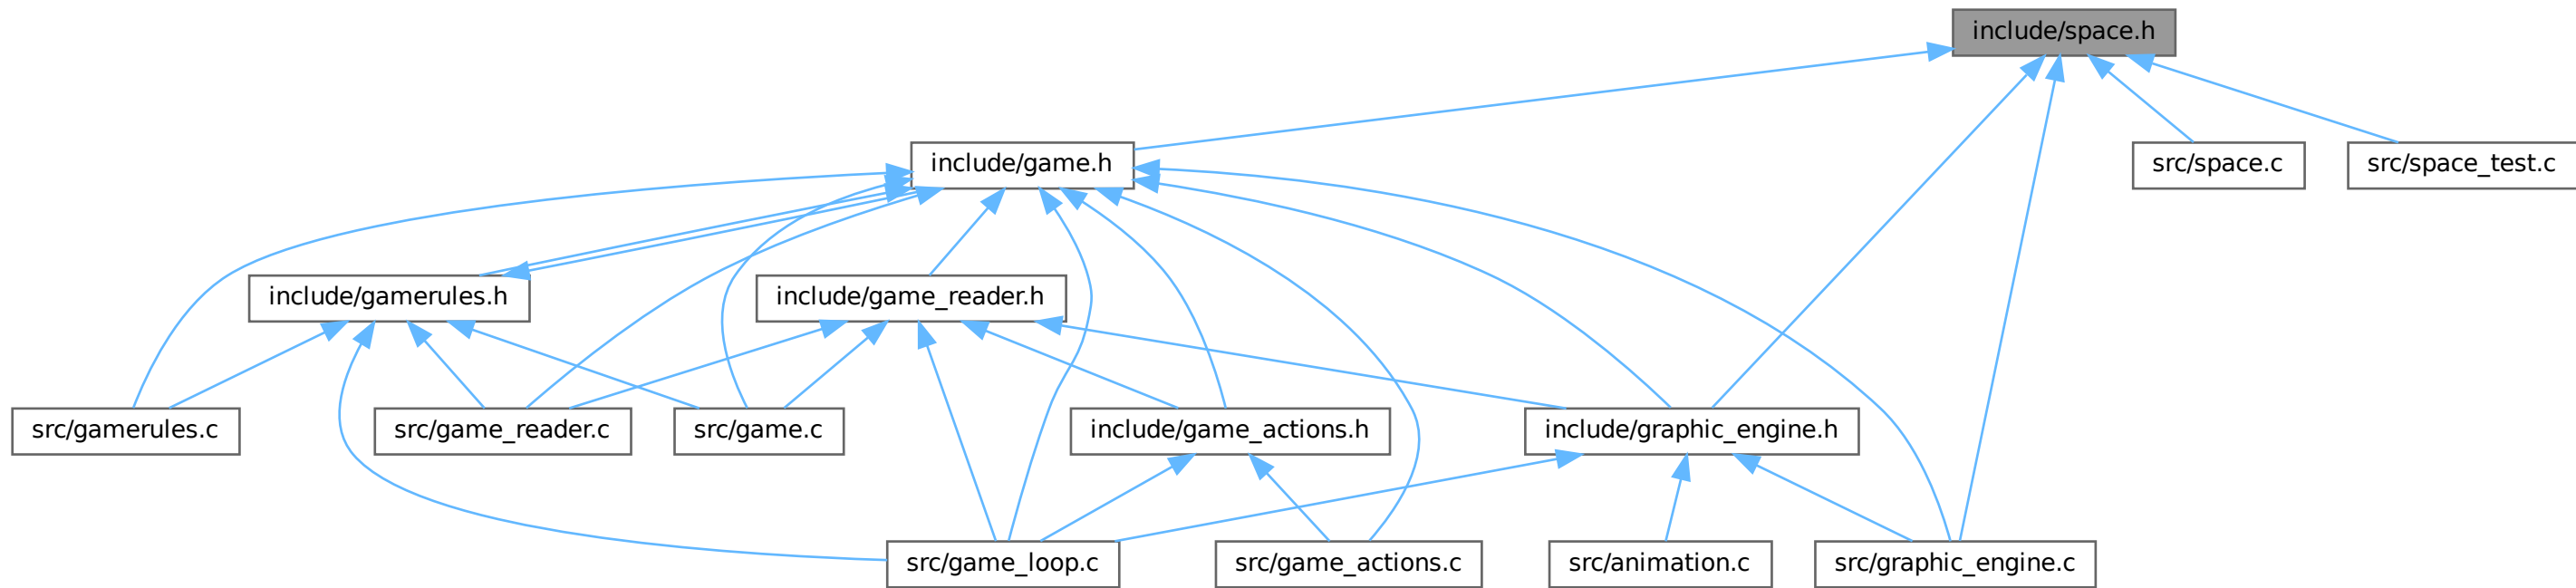 include/space.h
include/game.h
src/space.c
src/space_test.c
include/gamerules.h
include/game_reader.h
src/gamerules.c
src/game_reader.c
src/game.c
include/game_actions.h
include/graphic_engine.h
src/game_loop.c
src/game_actions.c
src/animation.c
src/graphic_engine.c